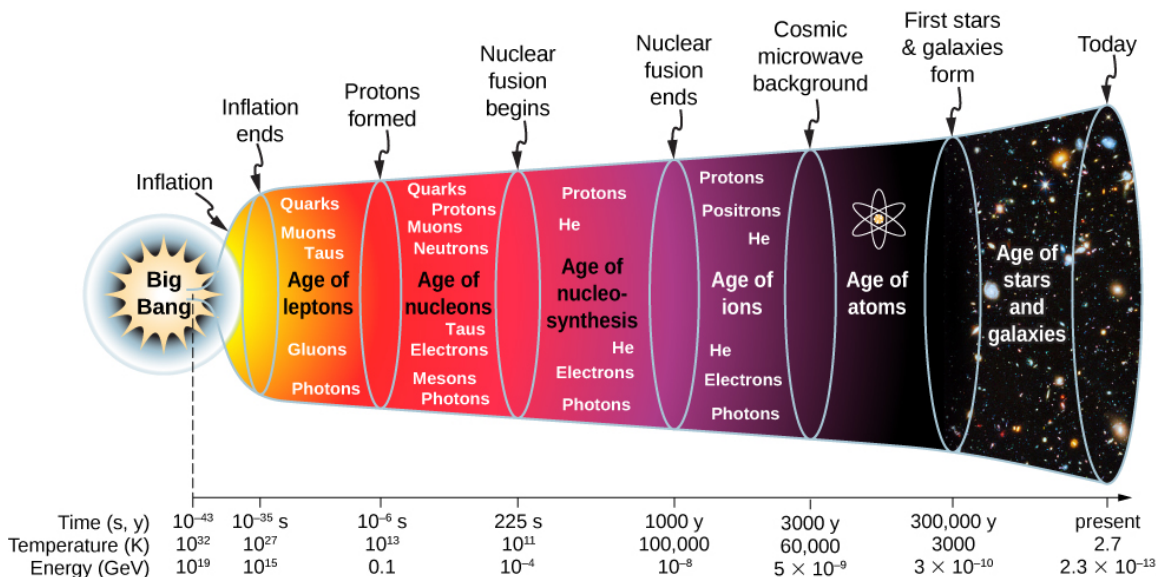 Inflation
Inflation
ends
Protons
formed
Nuclear
fusion
begins
Nuclear
fusion
ends
Cosmic
microwave
background
First stars
& galaxies
form
Today
Big
Bang
Quarks
Muons
Taus
Age of
leptons
Gluons
Photons
Quarks
Protons
Muons
Neutrons
Age of
nucleons
Taus
Electrons
Mesons
Photons
Protons
He
Age of
nucleo-
synthesis
He
Electrons
Photons
Protons
Positrons
He
Age of
ions
He
Electrons
Photons
Age of
atoms
Age of
stars
and
galaxies
Time (s, y) 10⁻⁴³ 10⁻³⁵ s 10⁻⁶ s 225 s 1000 y 3000 y 300,000 y present
Temperature (K) 10³² 10²⁷ 10¹³ 10¹¹ 100,000 60,000 3000 2.7
Energy (GeV) 10¹⁹ 10¹⁵ 0.1 10⁻⁴ 10⁻⁸ 5 × 10⁻⁹ 3 × 10⁻¹⁰ 2.3 × 10⁻¹³